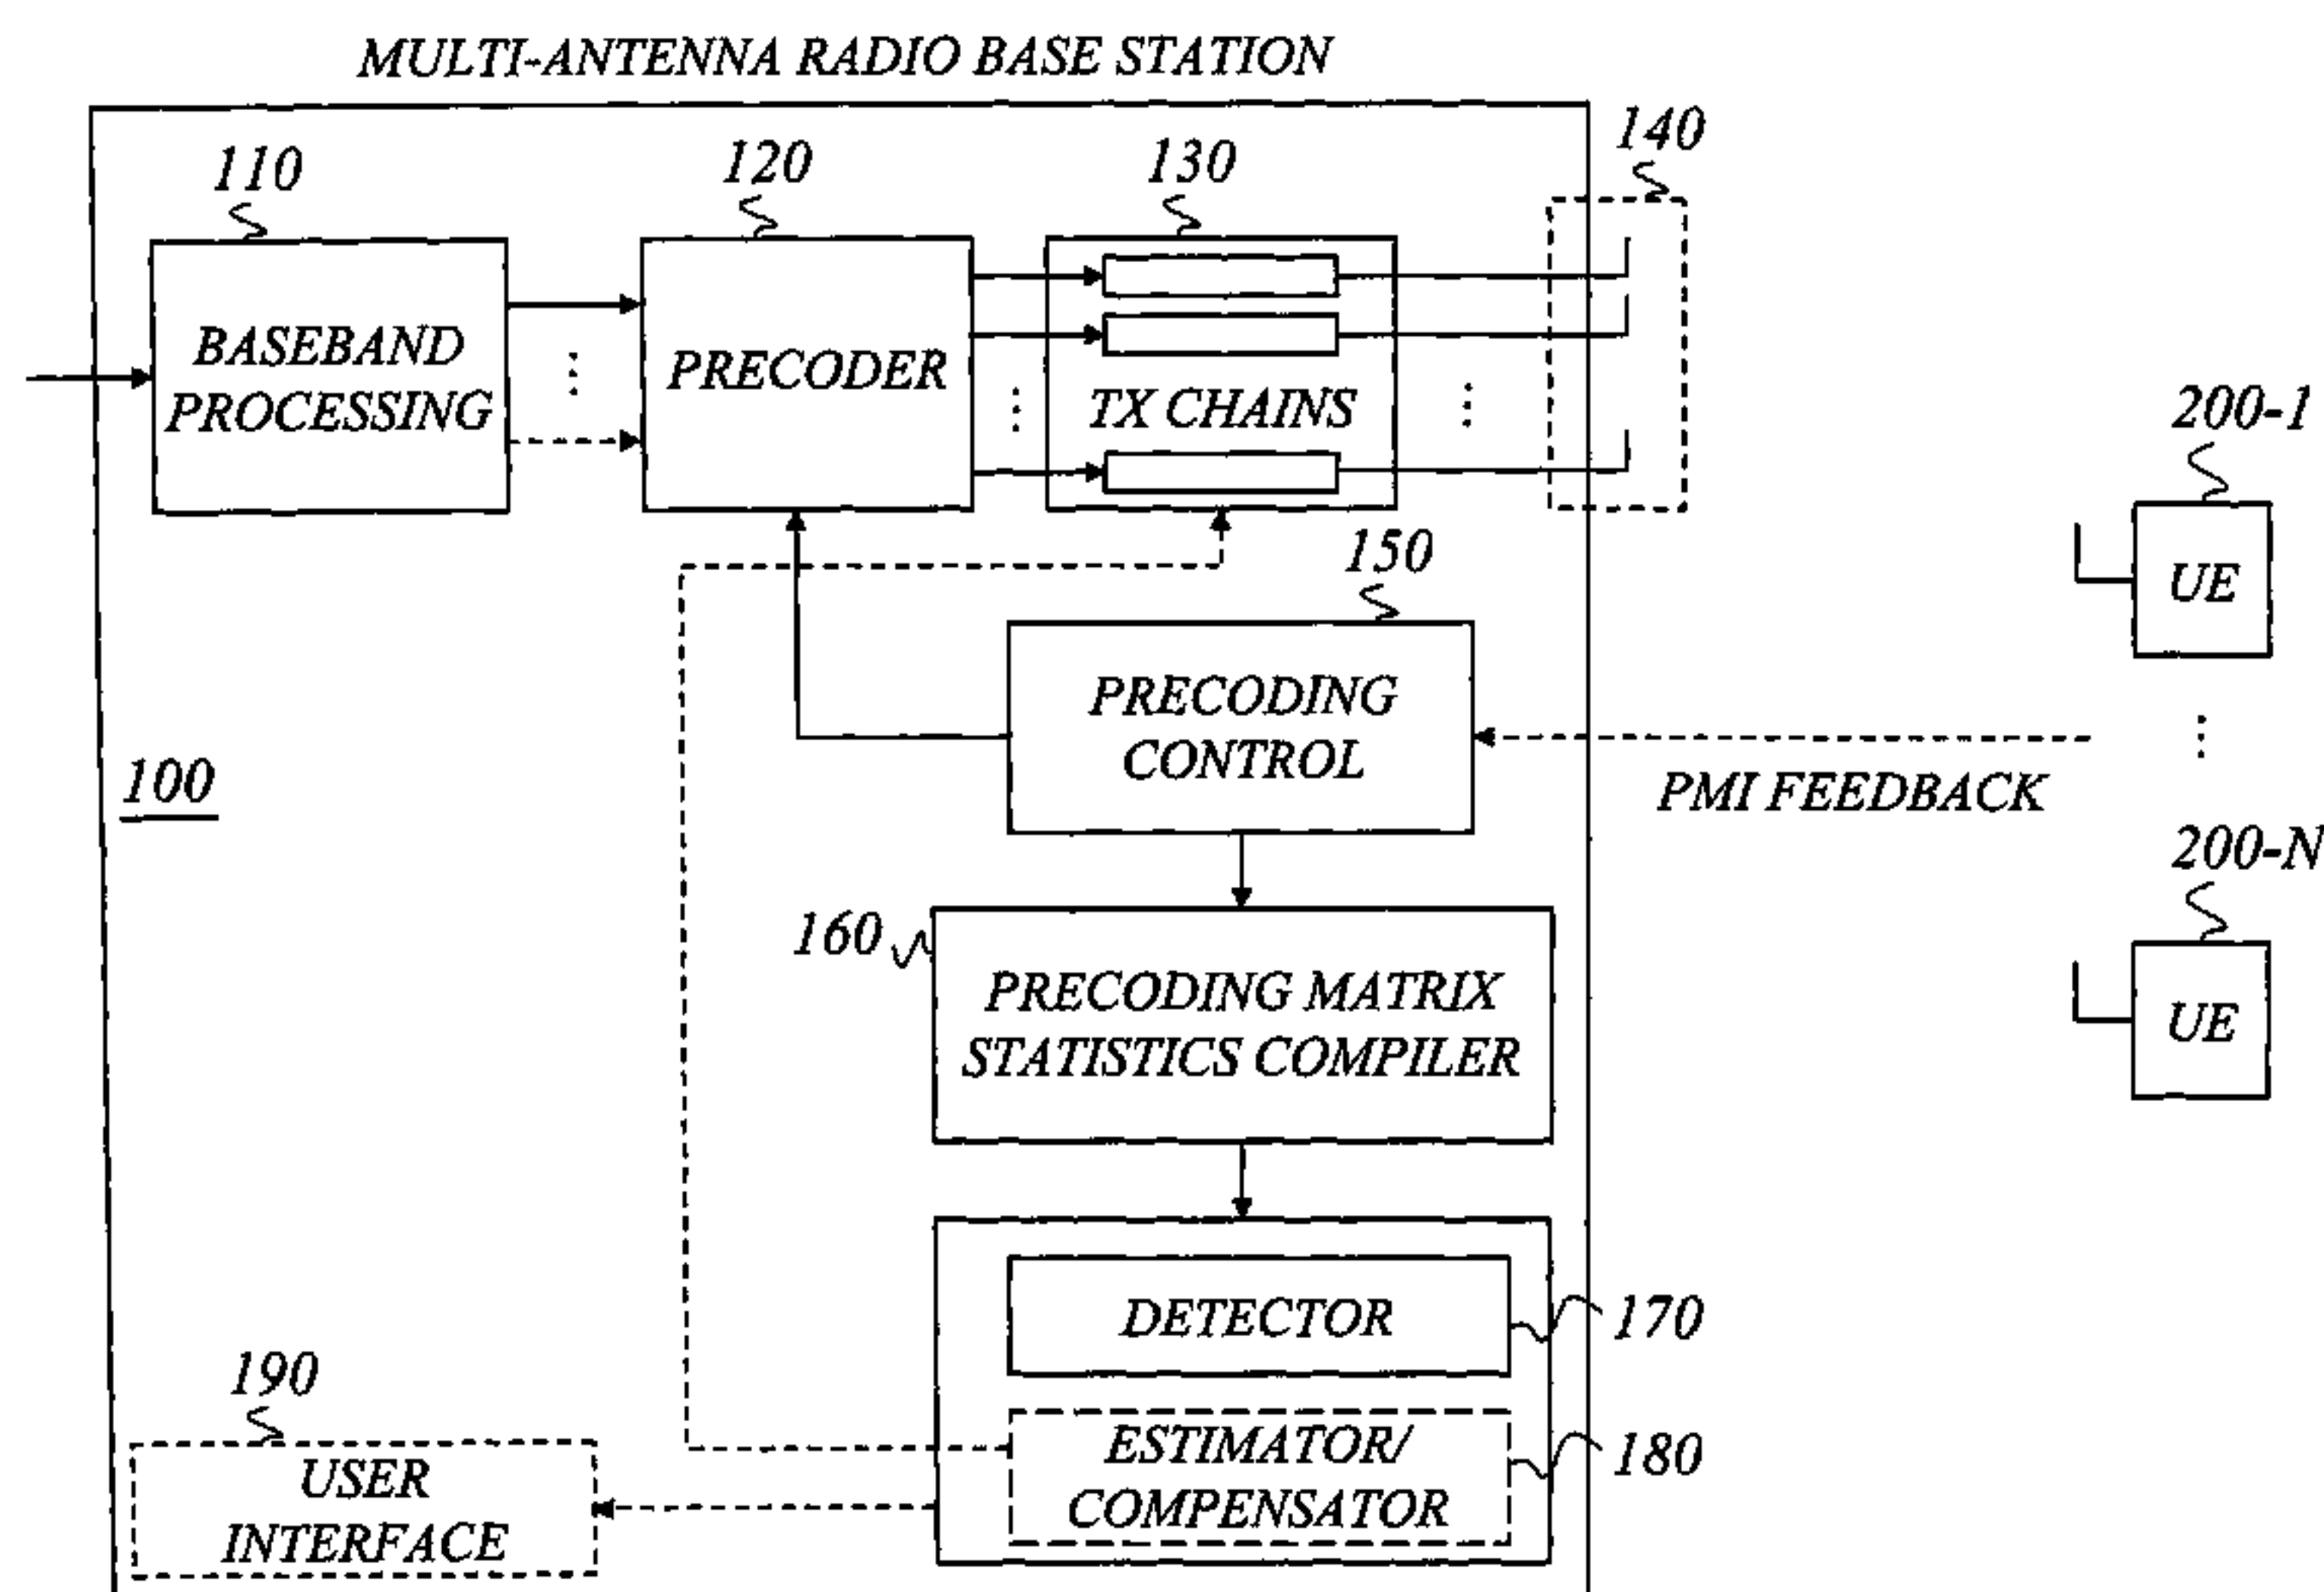 MULTI-ANTENNA RADIO BASE STATION
110
120
130
140
BASEBAND
PROCESSING
PRECODER
TX CHAINS
200-1
UE
150
PRECODING
CONTROL
100
PMI FEEDBACK
200-N
UE
160
PRECODING MATRIX
STATISTICS COMPILER
DETECTOR
170
190
USER
INTERFACE
ESTIMATOR/
COMPENSATOR
180